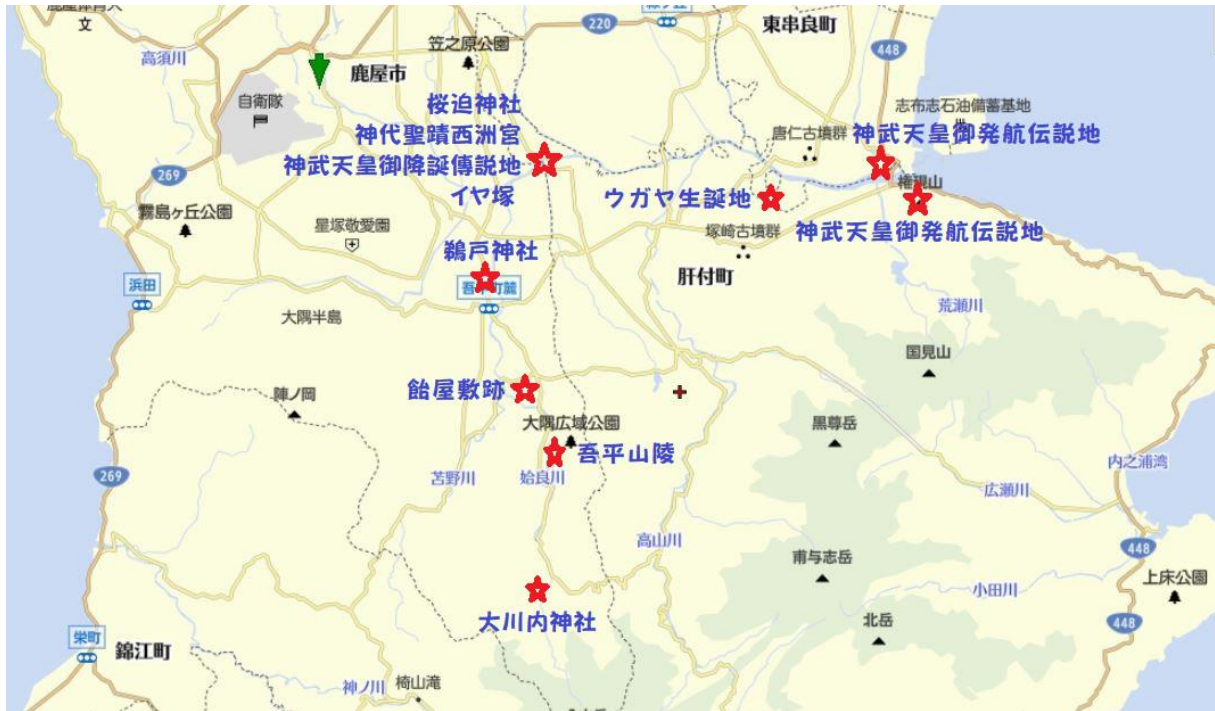 文
220
東串良町
448
高須川
笠之原公園
鹿屋市
自衛隊
志布志石油備蓄基地
桜迫神社
神代聖蹟西洲宮
神武天皇御降誕傳説地
イヤ塚
唐仁古墳群
神武天皇御発航伝説地
269
権現山
ウガヤ生誕地
霧島ヶ丘公園
星塚敬愛園
塚崎古墳群
神武天皇御発航伝説地
鵜戸神社
肝付町
浜田
吾平町麓
大隅半島
荒瀬川
国見山
飴屋敷跡
陣ノ岡
大隅広域公園
黒尊岳
吾平山陵
内之浦湾
269
苫野川
姶良川
広瀬川
高山川
448
甫与志岳
上床公園
小田川
大川内神社
北岳
448
栄町
錦江町
神ノ川
椅山滝